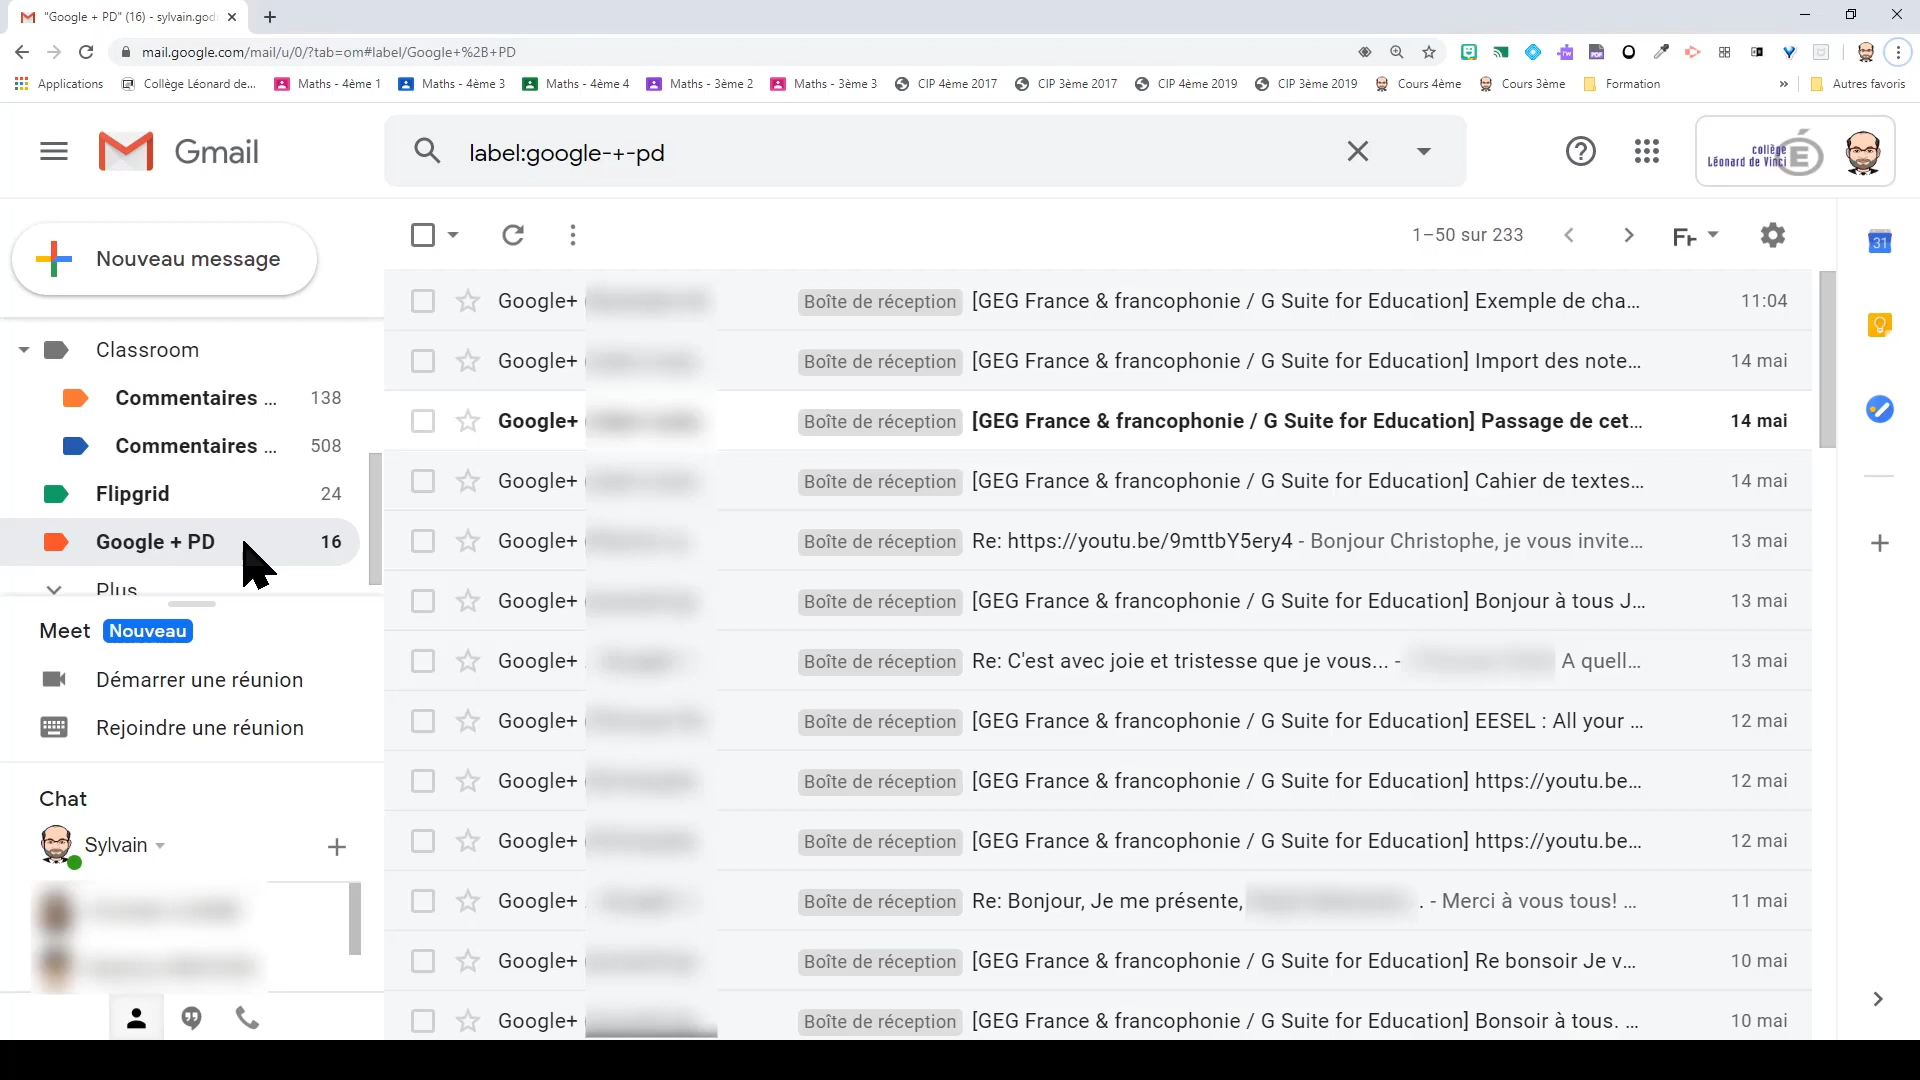 "Google + PD" (16) - sylvain.god
mail.google.com/mail/u/0/?tab=om#label/Google+%2B+PD
Applications
Collège Léonard de...
Maths - 4ème 1
Maths - 4ème 3
Maths - 4ème 4
Maths - 3ème 2
Maths - 3ème 3
CIP 4ème 2017
CIP 3ème 2017
CIP 4ème 2019
CIP 3ème 2019
Cours 4ème
Cours 3ème
Formation
»
Autres favoris
Gmail
label:google-+-pd
collège
Léonard de Vinci
É
Nouveau message
1–50 sur 233
Fr
31
Classroom
Commentaires ... 138
Commentaires ... 508
Flipgrid 24
Google + PD 16
Plus
Meet Nouveau
Démarrer une réunion
Rejoindre une réunion
Chat
Sylvain
Google+ Boîte de réception [GEG France & francophonie / G Suite for Education] Exemple de cha... 11:04
Google+ Boîte de réception [GEG France & francophonie / G Suite for Education] Import des note... 14 mai
Google+ Boîte de réception [GEG France & francophonie / G Suite for Education] Passage de cet... 14 mai
Google+ Boîte de réception [GEG France & francophonie / G Suite for Education] Cahier de textes... 14 mai
Google+ Boîte de réception Re: https://youtu.be/9mttbY5ery4 - Bonjour Christophe, je vous invite... 13 mai
Google+ Boîte de réception [GEG France & francophonie / G Suite for Education] Bonjour à tous J... 13 mai
Google+ Boîte de réception Re: C'est avec joie et tristesse que je vous... - A quell... 13 mai
Google+ Boîte de réception [GEG France & francophonie / G Suite for Education] EESEL : All your ... 12 mai
Google+ Boîte de réception [GEG France & francophonie / G Suite for Education] https://youtu.be... 12 mai
Google+ Boîte de réception [GEG France & francophonie / G Suite for Education] https://youtu.be... 12 mai
Google+ Boîte de réception Re: Bonjour, Je me présente, . - Merci à vous tous! ... 11 mai
Google+ Boîte de réception [GEG France & francophonie / G Suite for Education] Re bonsoir Je v... 10 mai
Google+ Boîte de réception [GEG France & francophonie / G Suite for Education] Bonsoir à tous. ... 10 mai